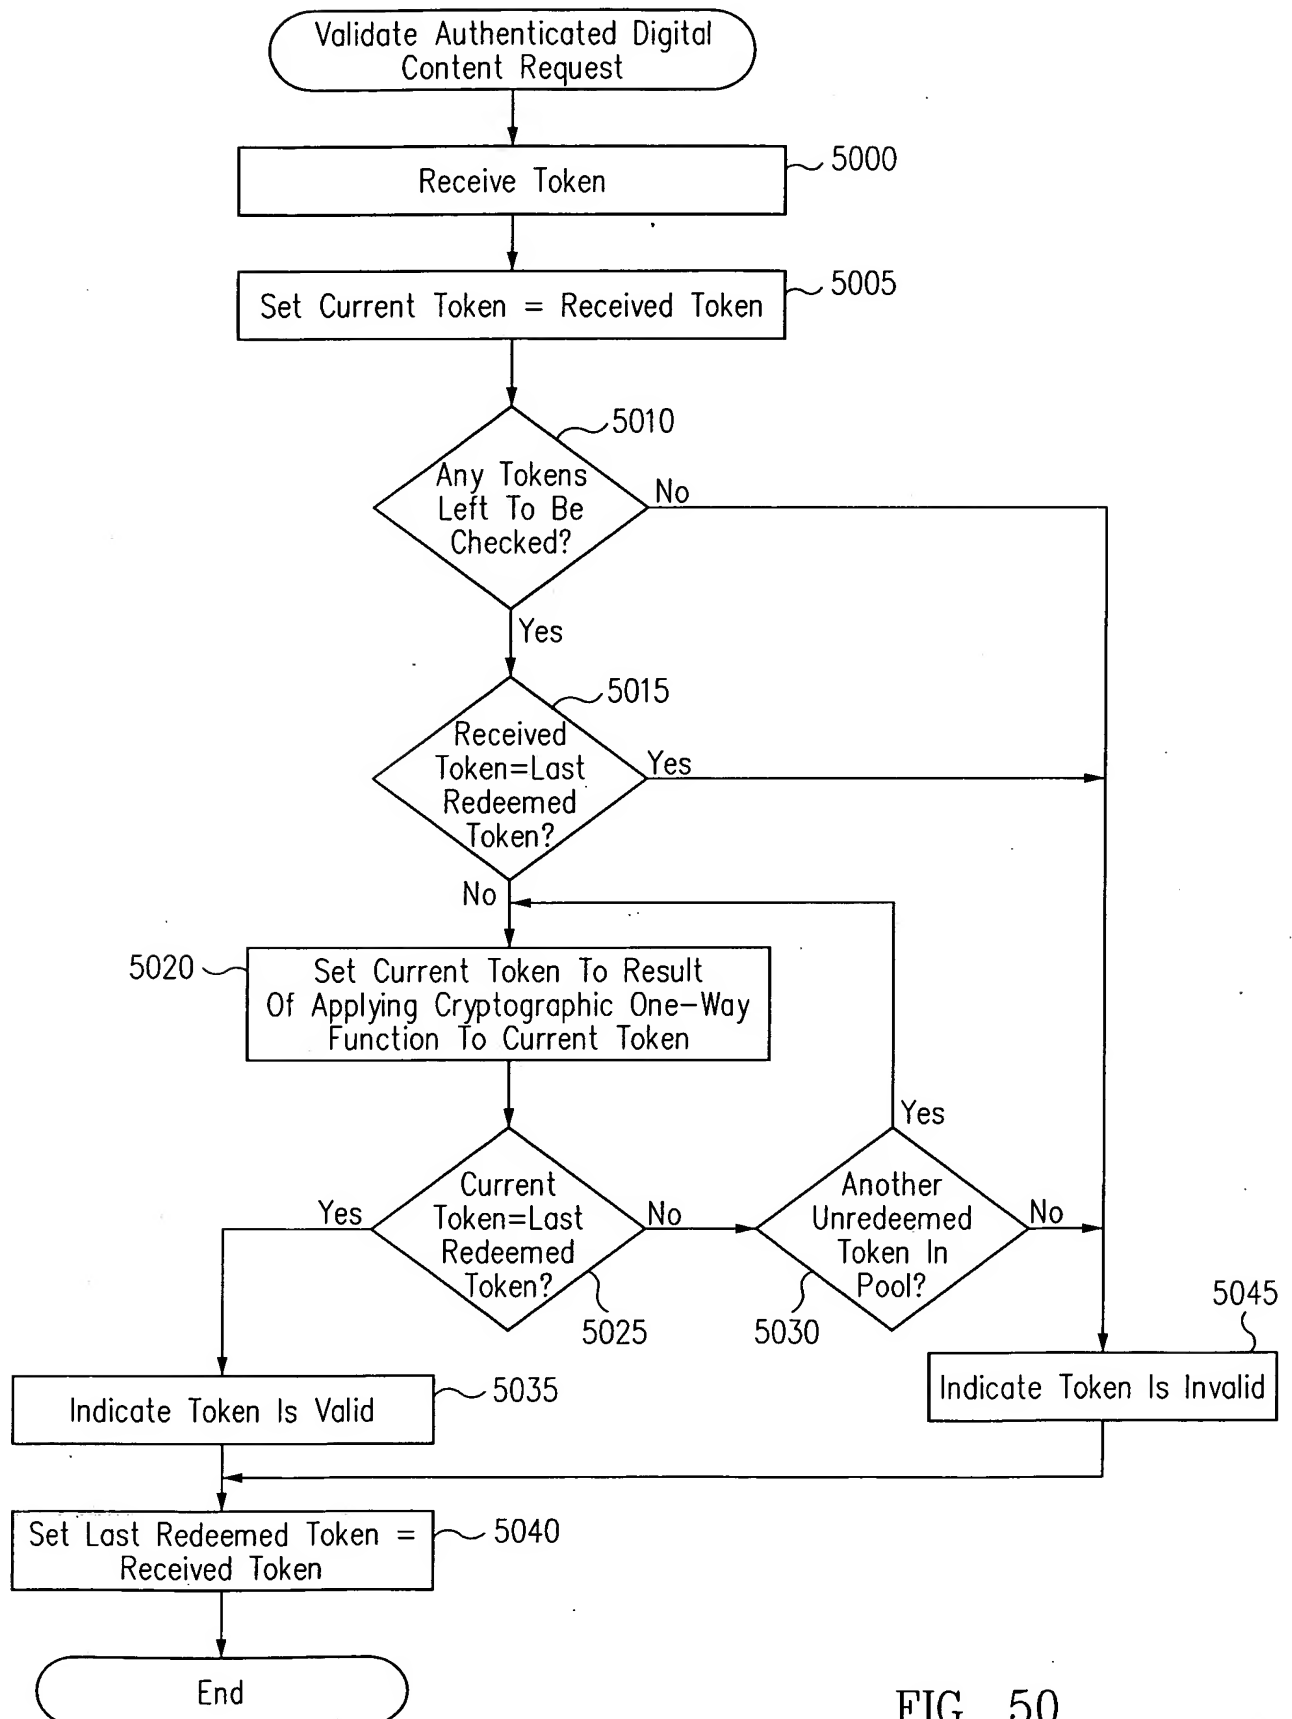 Validate Authenticated Digital
Content Request
Receive Token
5000
Set Current Token = Received Token
5005
5010
Any Tokens
Left To Be
Checked?
No
Yes
5015
Received
Token=Last
Redeemed
Token?
Yes
No
5020
Set Current Token To Result
Of Applying Cryptographic One-Way
Function To Current Token
Yes
Current
Token=Last
Redeemed
Token?
No
5025
Yes
Another
Unredeemed
Token In
Pool?
No
5030
5045
Indicate Token Is Valid
5035
Indicate Token Is Invalid
Set Last Redeemed Token =
Received Token
5040
End
FIG. 50